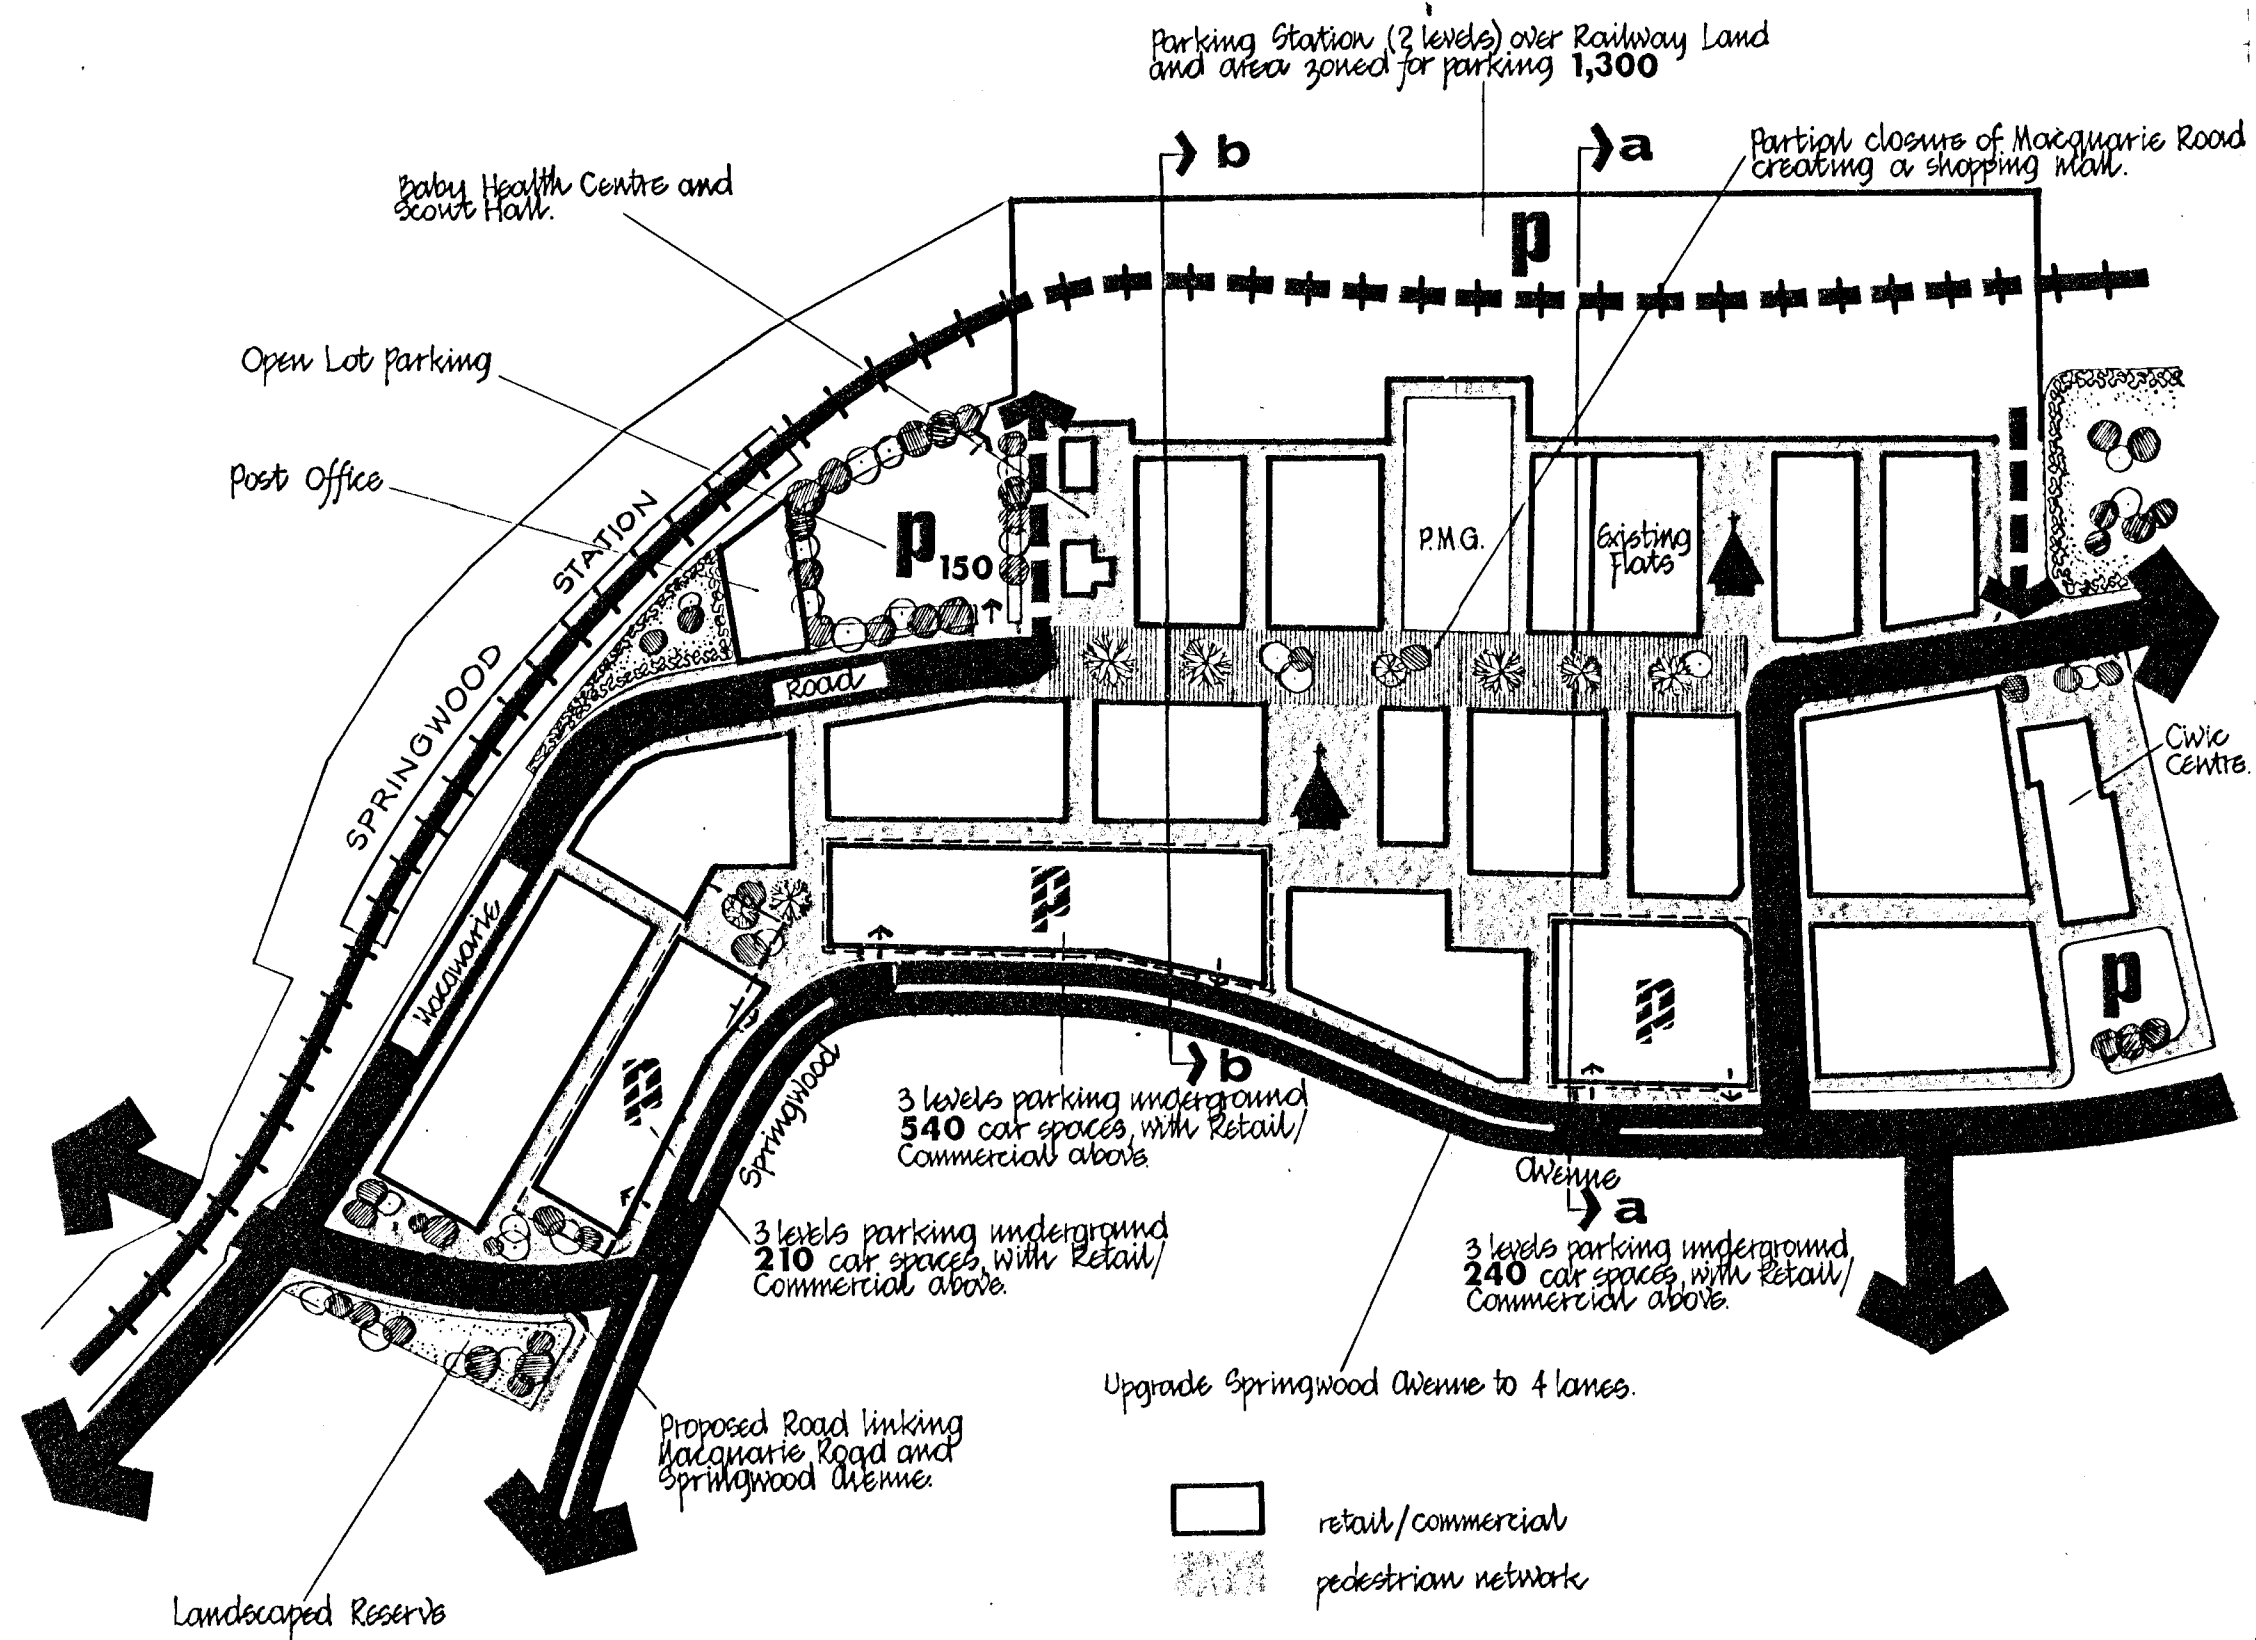 Parking Station (2 levels) over Railway Land
and area zoned for parking 1,300
b
a
Partial closure of Macquarie Road
creating a shopping mall.
Baby Health Centre and
Scout Hall.
p
Open Lot Parking
Post Office
STATION
SPRINGWOOD
p 150
P.M.G.
Existing
Flats
Road
Civic
Centre.
Macquarie
p
p
p
p
Springwood
b
3 levels parking underground
540 car spaces, with Retail/
Commercial above.
Avenue
a
3 levels parking underground
210 car spaces, with Retail/
Commercial above.
3 levels parking underground,
240 car spaces, with Retail/
Commercial above.
Upgrade Springwood Avenue to 4 lanes.
Proposed Road linking
Macquarie Road and
Springwood Avenue.
retail/commercial
pedestrian network
Landscaped Reserve